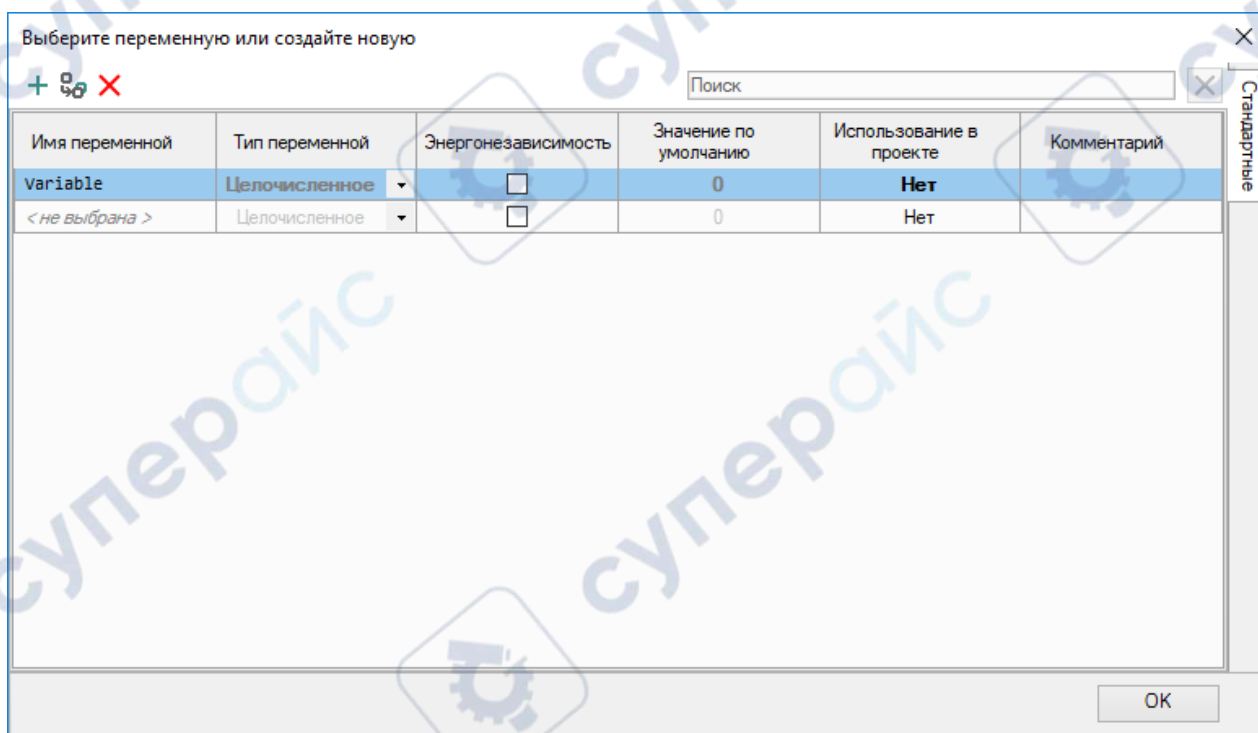 Выберите переменную или создайте новую
Поиск
Стандартные
Имя переменной Тип переменной Энергонезависимость Значение по умолчанию Использование в проекте Комментарий
Variable Целочисленное 0 Нет
<не выбрана> Целочисленное 0 Нет
OK
суперайс
суперайс